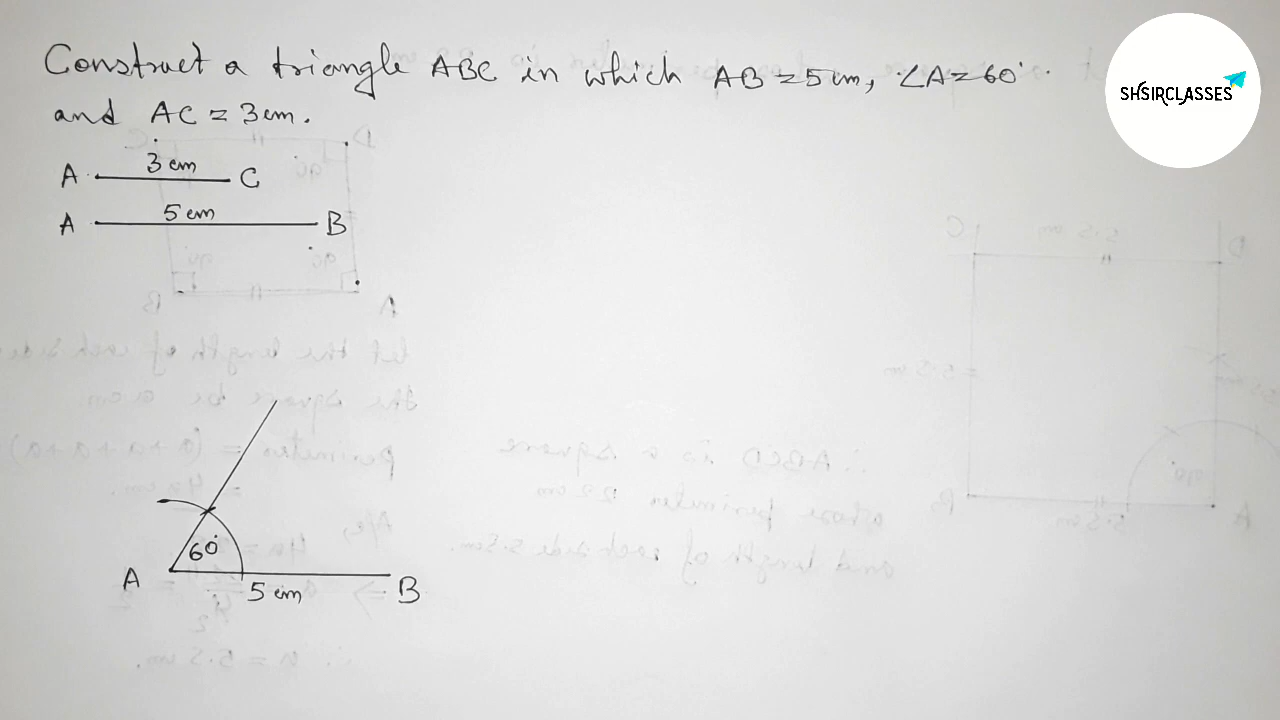 Construct a triangle ABC in which AB = 5 cm, ∠A = 60°.
and AC = 3 cm.
SHSIRCLASSES
3 cm
A C
5 cm
A B
60°
A B
5 cm